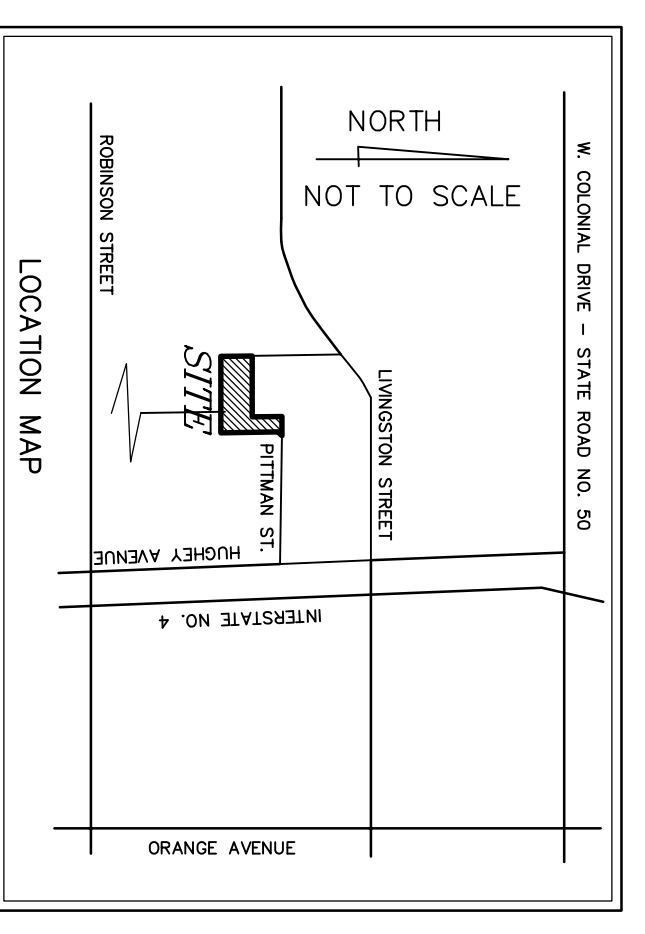 W. COLONIAL DRIVE - STATE ROAD NO. 50
NORTH
NOT TO SCALE
LIVINGSTON STREET
PITTMAN ST.
SITE
ROBINSON STREET
HUGHEY AVENUE
INTERSTATE NO. 4
ORANGE AVENUE
LOCATION MAP